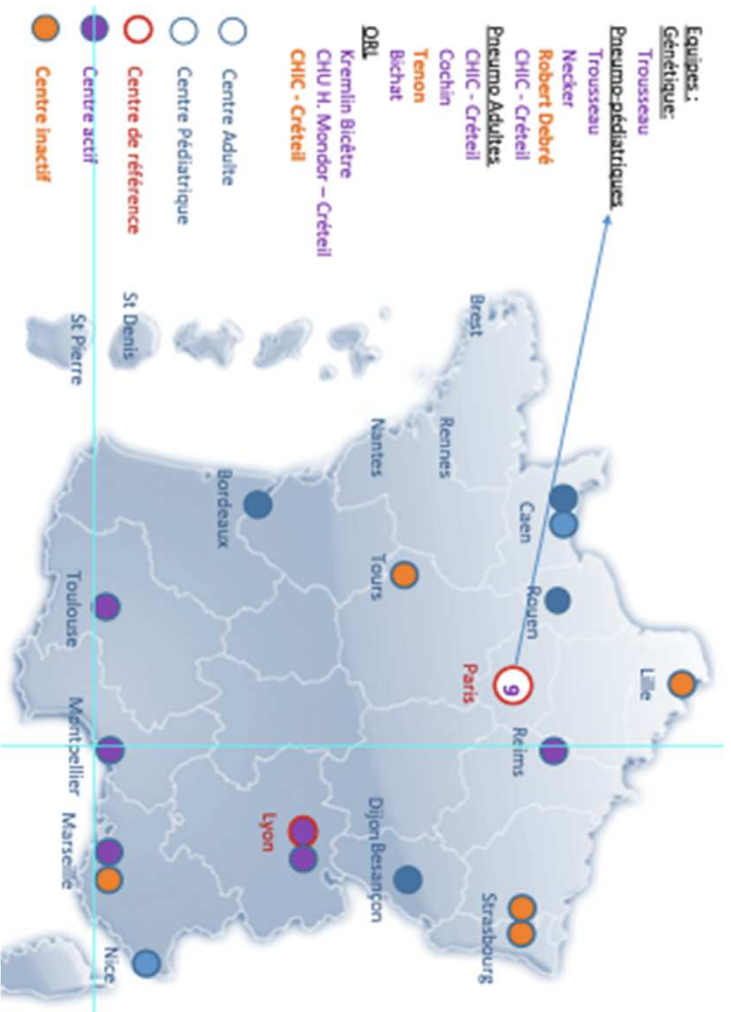 Equipes :
Génétique:
Trousseau
Pneumo-pédiatriques
Trousseau
Necker
Robert Debré
CHIC - Créteil
Pneumo Adultes
CHIC - Créteil
Cochin
Tenon
Bichat
ORL
Kremlin Bicêtre
CHU H. Mondor – Créteil
CHIC - Créteil
Centre Adulte
Centre Pédiatrique
Centre de référence
Centre actif
Centre inactif
Lille
Caen
Rouen
Reims
Paris
9
Strasbourg
Brest
Rennes
Nantes
Tours
Dijon
Besançon
Lyon
Bordeaux
Toulouse
Montpellier
Marseille
Nice
St Denis
St Pierre